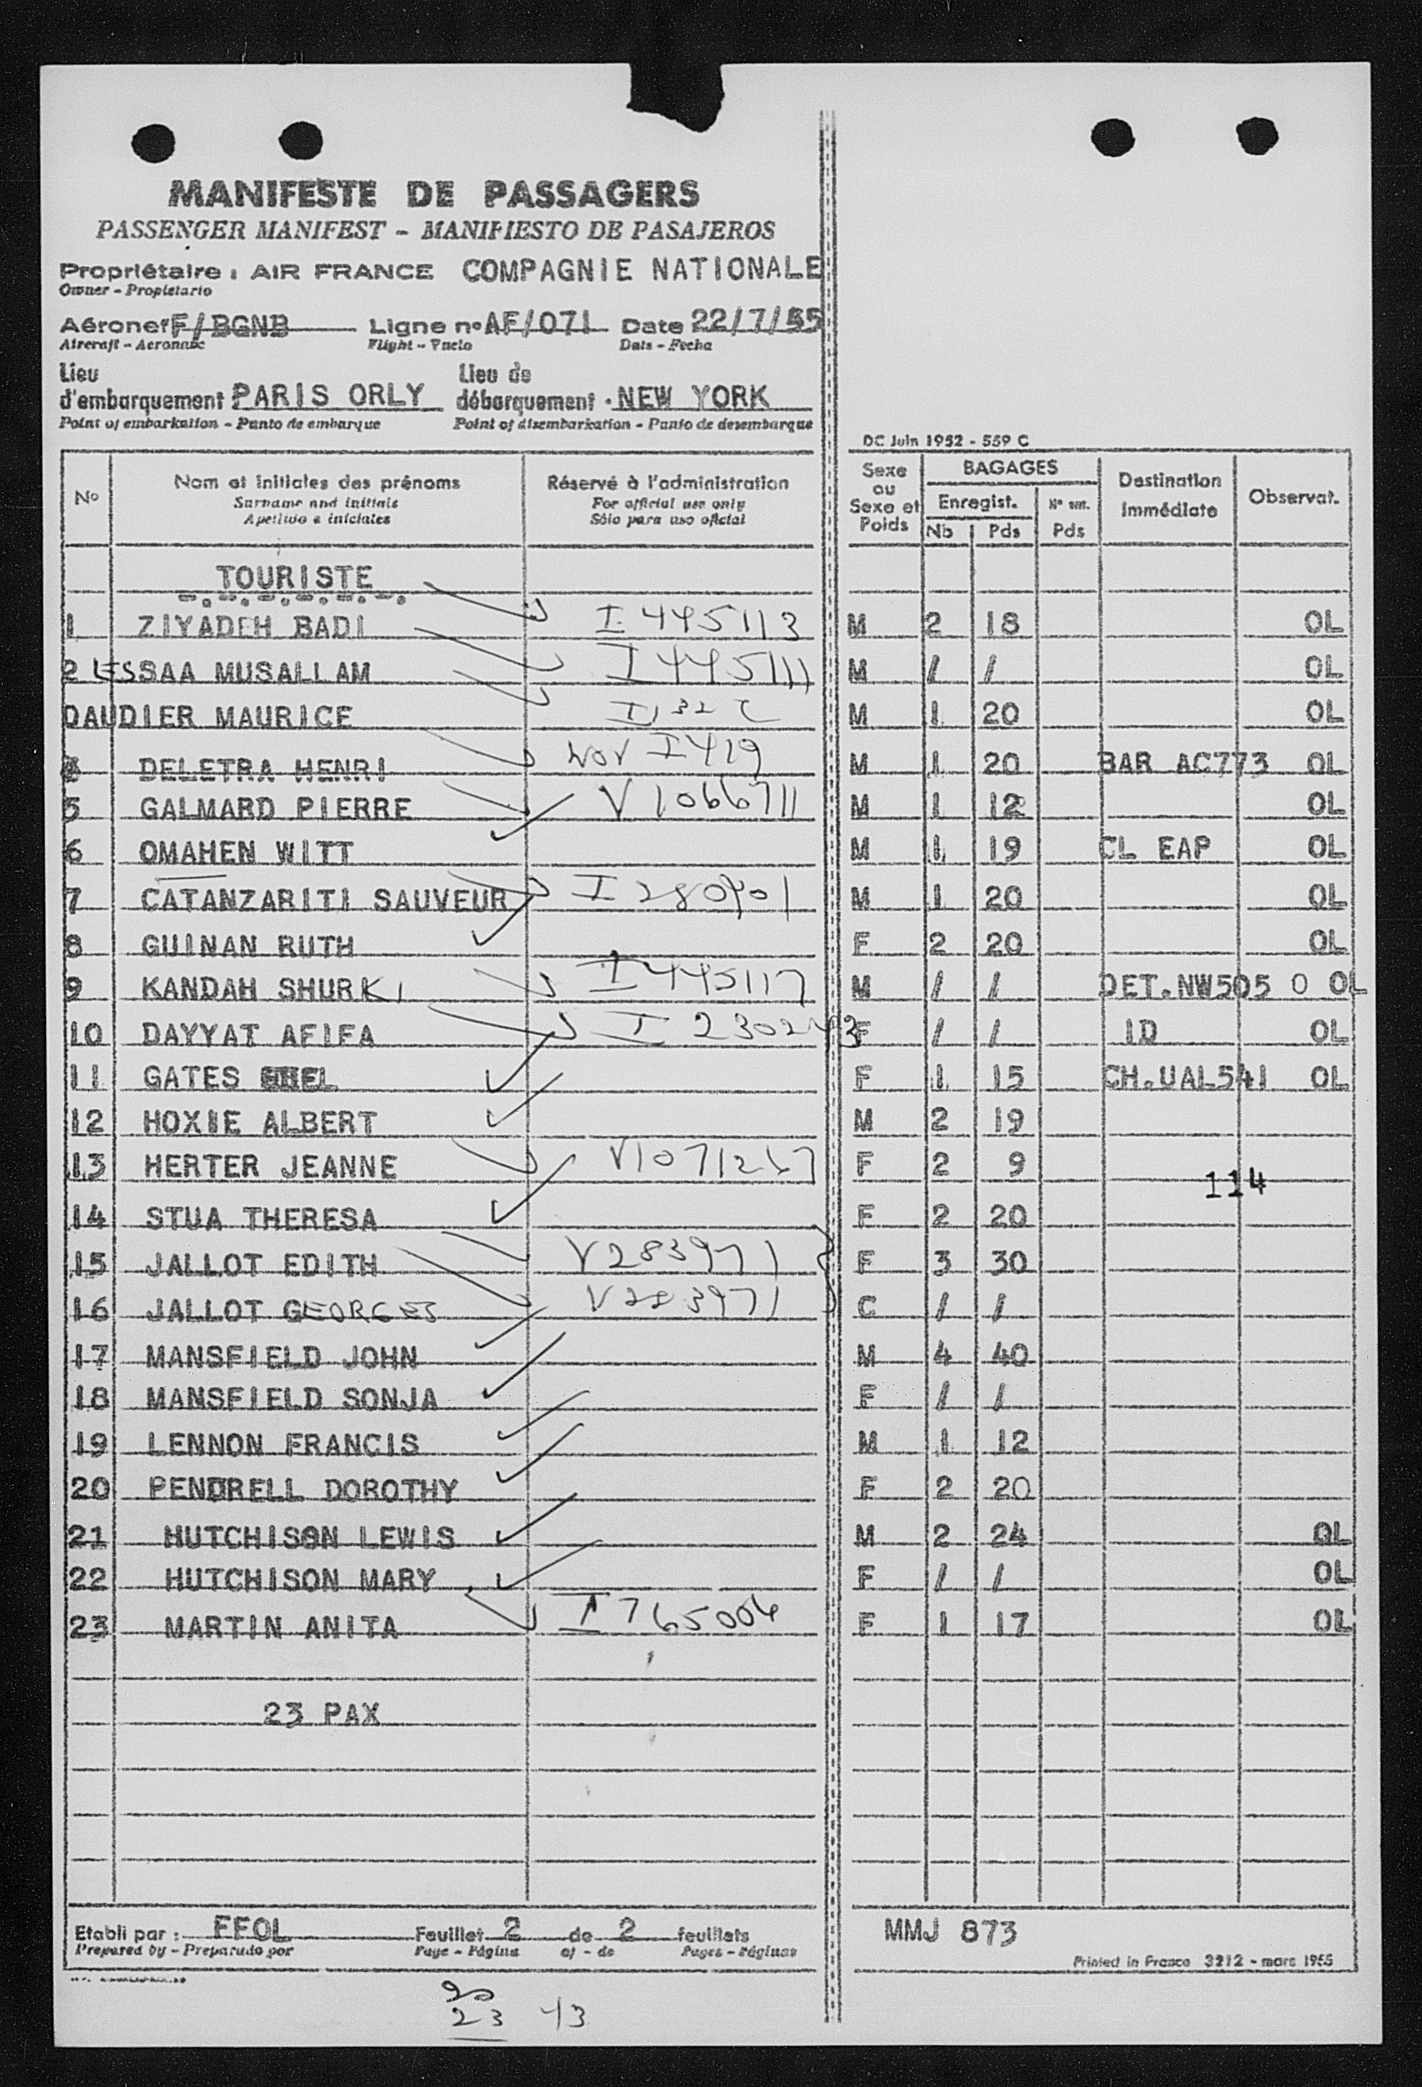 MANIFESTE DE PASSAGERS
PASSENGER MANIFEST - MANIFIESTO DE PASAJEROS
Propriétaire : AIR FRANCE COMPAGNIE NATIONALE
Owner - Propietario
Aéronef F/BGNB Ligne n° AF/071 Date 22/7/55
Aircraft - Aeronave Flight - Vuelo Date - Fecha
Lieu d'embarquement PARIS ORLY Lieu de débarquement NEW YORK
Point of embarkation - Punto de embarque Point of disembarkation - Punto de desembarque
DC Juin 1952 - 559 C
N° Nom et initiales des prénoms Réservé à l'administration Sexe ou Sexe et Poids BAGAGES Destination immédiate Observat.
Surname and initials For official use only Enregist. Pds
Apellido e iniciales Sólo para uso oficial Nb Pds
TOURISTE
1 ZIYADEH BADI I 445113 M 2 18 OL
2 ESSAA MUSALLAM I 445111 M / / OL
DAUDIER MAURICE M 1 20 OL
DELETRA HENRI I 419 M 1 20 BAR AC773 OL
5 GALMARD PIERRE V 1066711 M 1 12 OL
6 OMAHEN WITT M 1 19 CL EAP OL
7 CATANZARITI SAUVEUR M 1 20 OL
8 GUINAN RUTH F 2 20 OL
9 KANDAH SHURKI I 445117 M / / DET.NW505 O OL
10 DAYYAT AFIFA I 230243 F / / ID OL
11 GATES F 1 15 CH.UAL541 OL
12 HOXIE ALBERT M 2 19
13 HERTER JEANNE V1071267 F 2 9
114
14 STUA THERESA F 2 20
15 JALLOT EDITH V283971 F 3 30
16 JALLOT GEORGES V283971 C / /
17 MANSFIELD JOHN M 4 40
18 MANSFIELD SONJA F / /
19 LENNON FRANCIS M 1 12
20 PENDRELL DOROTHY F 2 20
21 HUTCHISON LEWIS M 2 24 OL
22 HUTCHISON MARY F / / OL
23 MARTIN ANITA I 765006 F 1 17 OL
23 PAX
Etabli par : FFOL Feuillet 2 de 2 feuillets MMJ 873
Prepared by - Preparado por Page - Página of - de Pages - Páginas Printed in France 3212 - mars 1955
20
23 43